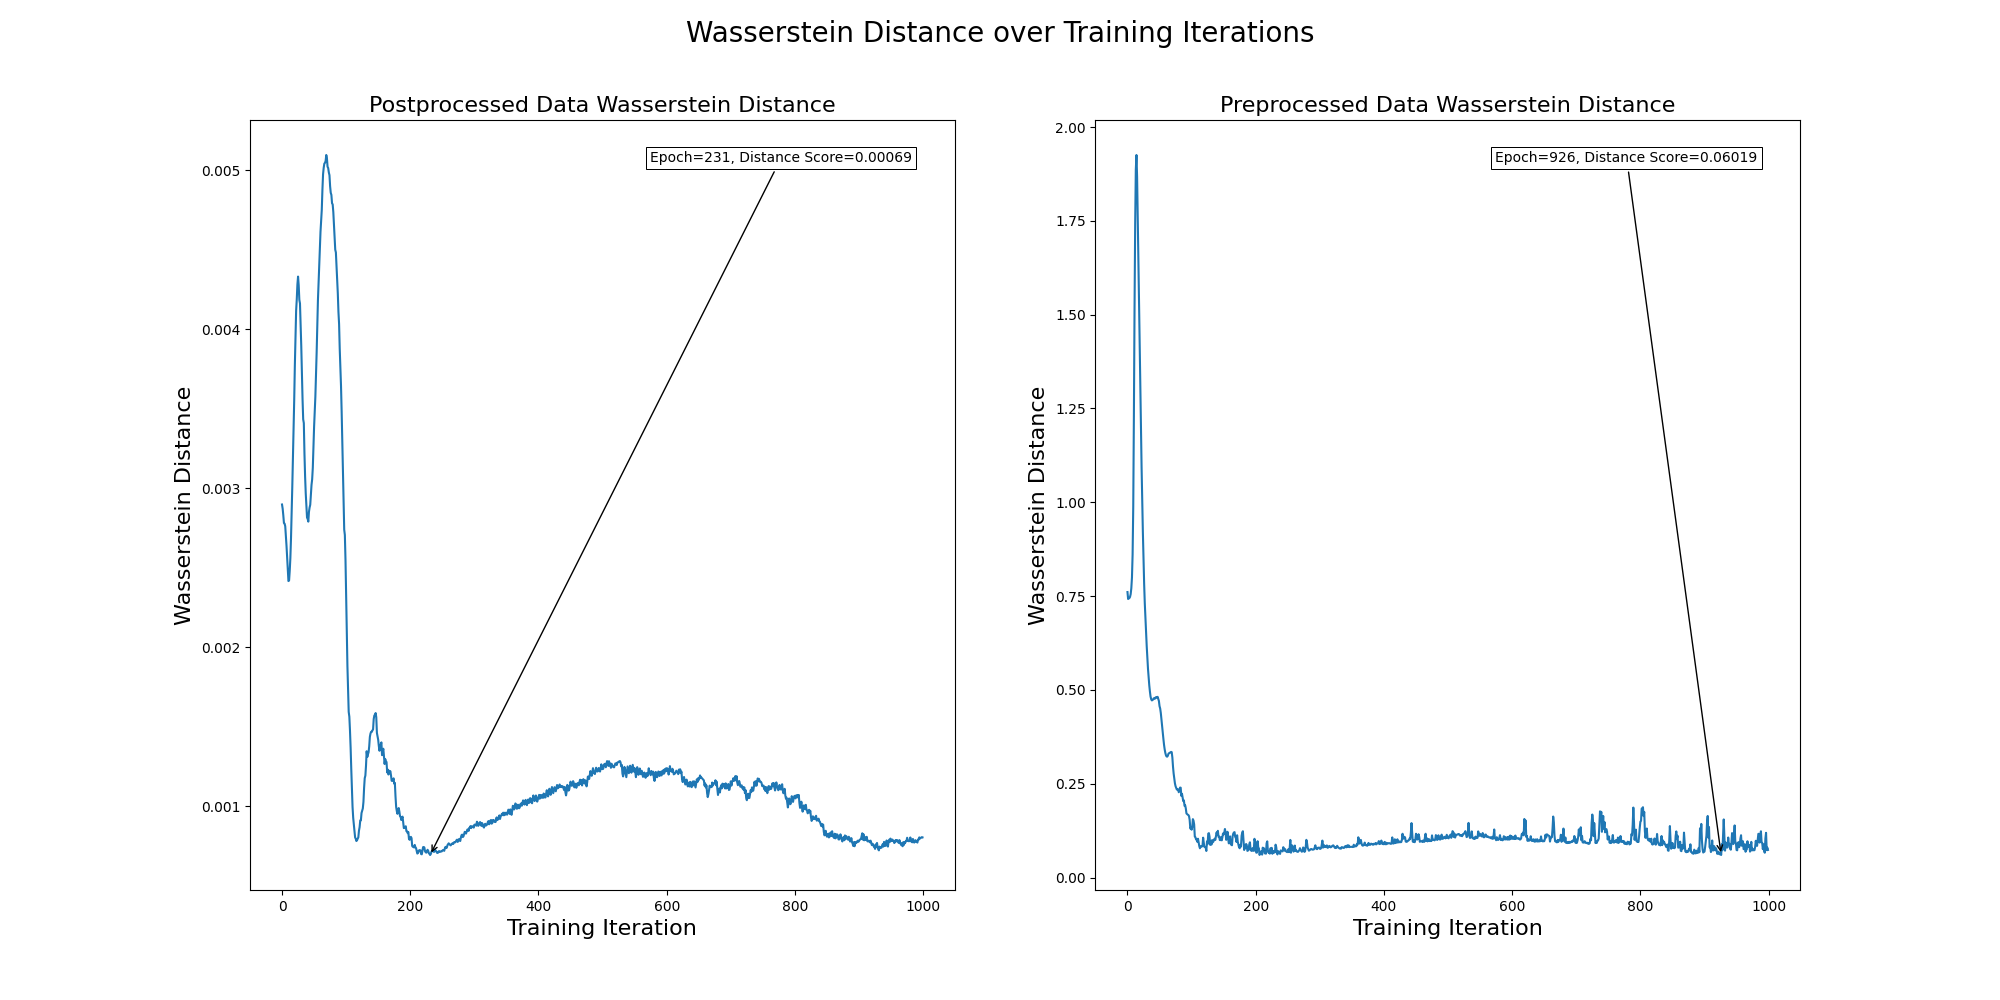 Wasserstein Distance over Training Iterations
Postprocessed Data Wasserstein Distance
Epoch=231, Distance Score=0.00069
0.005
0.004
0.003
0.002
0.001
Wasserstein Distance
0 200 400 600 800 1000
Training Iteration
Preprocessed Data Wasserstein Distance
Epoch=926, Distance Score=0.06019
2.00
1.75
1.50
1.25
1.00
0.75
0.50
0.25
0.00
Wasserstein Distance
0 200 400 600 800 1000
Training Iteration